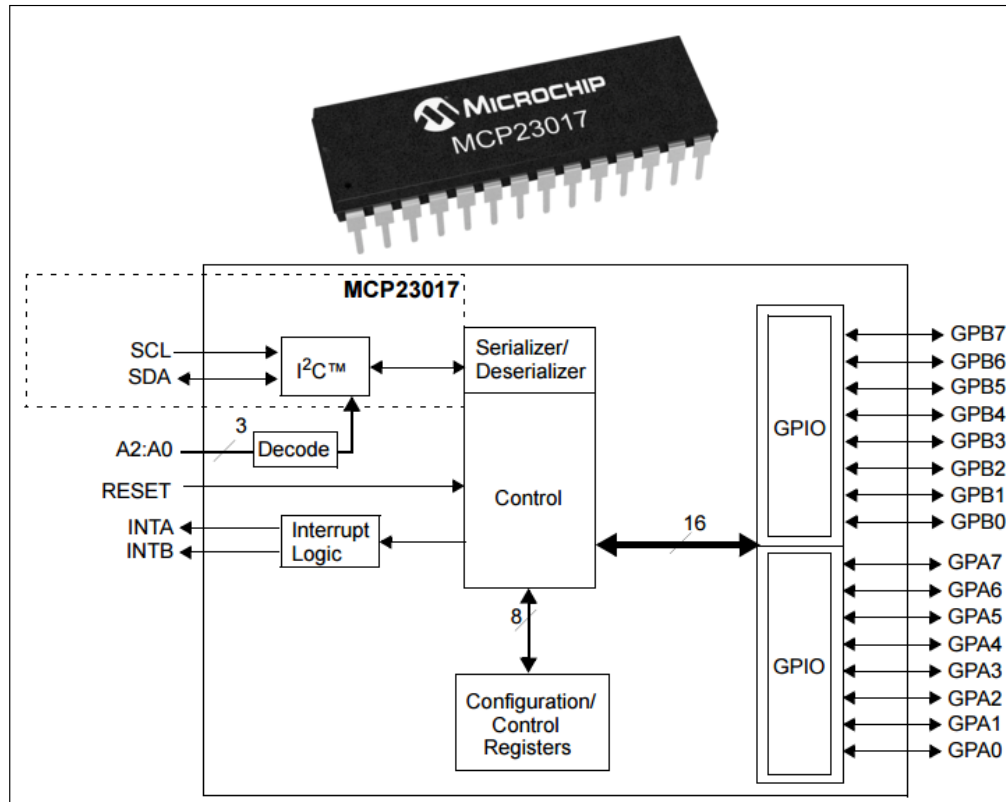 MICROCHIP
MCP23017
MCP23017
SCL
SDA
I²C™
Serializer/
Deserializer
A2:A0
3
Decode
RESET
Control
INTA
INTB
Interrupt
Logic
16
8
Configuration/
Control
Registers
GPIO
GPB7
GPB6
GPB5
GPB4
GPB3
GPB2
GPB1
GPB0
GPIO
GPA7
GPA6
GPA5
GPA4
GPA3
GPA2
GPA1
GPA0